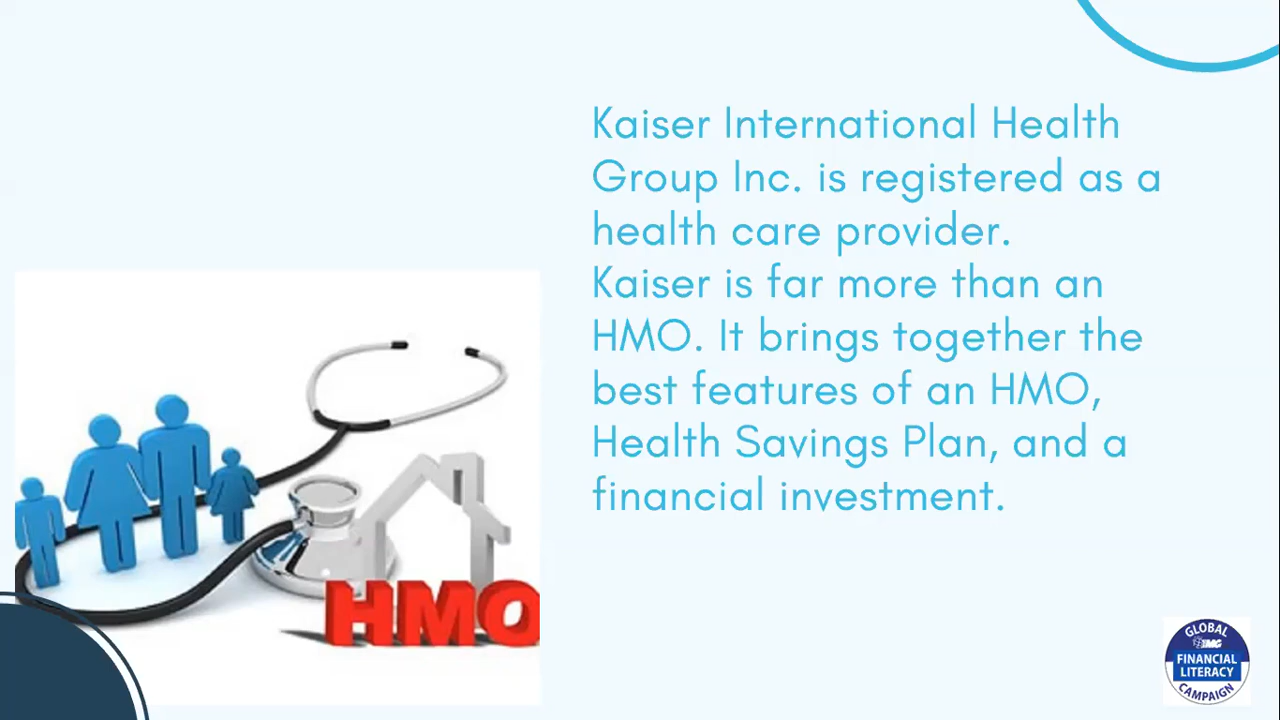 Kaiser International Health
Group Inc. is registered as a
health care provider.
Kaiser is far more than an
HMO. It brings together the
best features of an HMO,
Health Savings Plan, and a
financial investment.
HMO
GLOBAL
IMG
FINANCIAL
LITERACY
CAMPAIGN